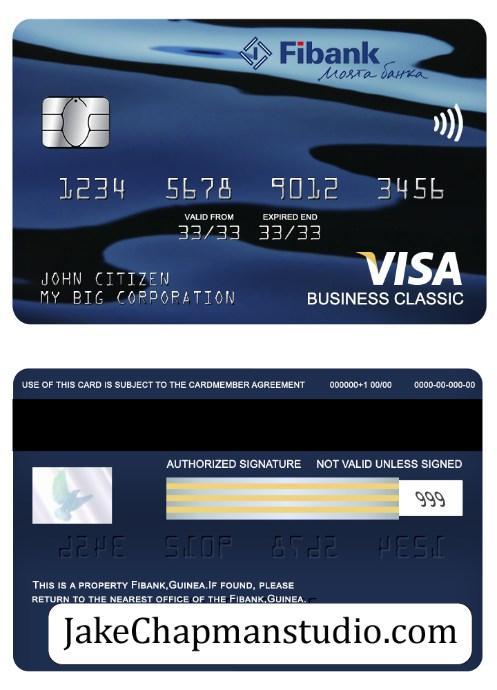 Fibank
Моята банка
1234 5678 9012 3456
VALID FROM EXPIRED END
33/33 33/33
JOHN CITIZEN
MY BIG CORPORATION
VISA
BUSINESS CLASSIC
USE OF THIS CARD IS SUBJECT TO THE CARDMEMBER AGREEMENT 000000+1 00/00 0000-00-000-00
AUTHORIZED SIGNATURE NOT VALID UNLESS SIGNED
999
THIS IS A PROPERTY FIBANK,GUINEA.IF FOUND, PLEASE
RETURN TO THE NEAREST OFFICE OF THE FIBANK,GUINEA.
JakeChapmanstudio.com